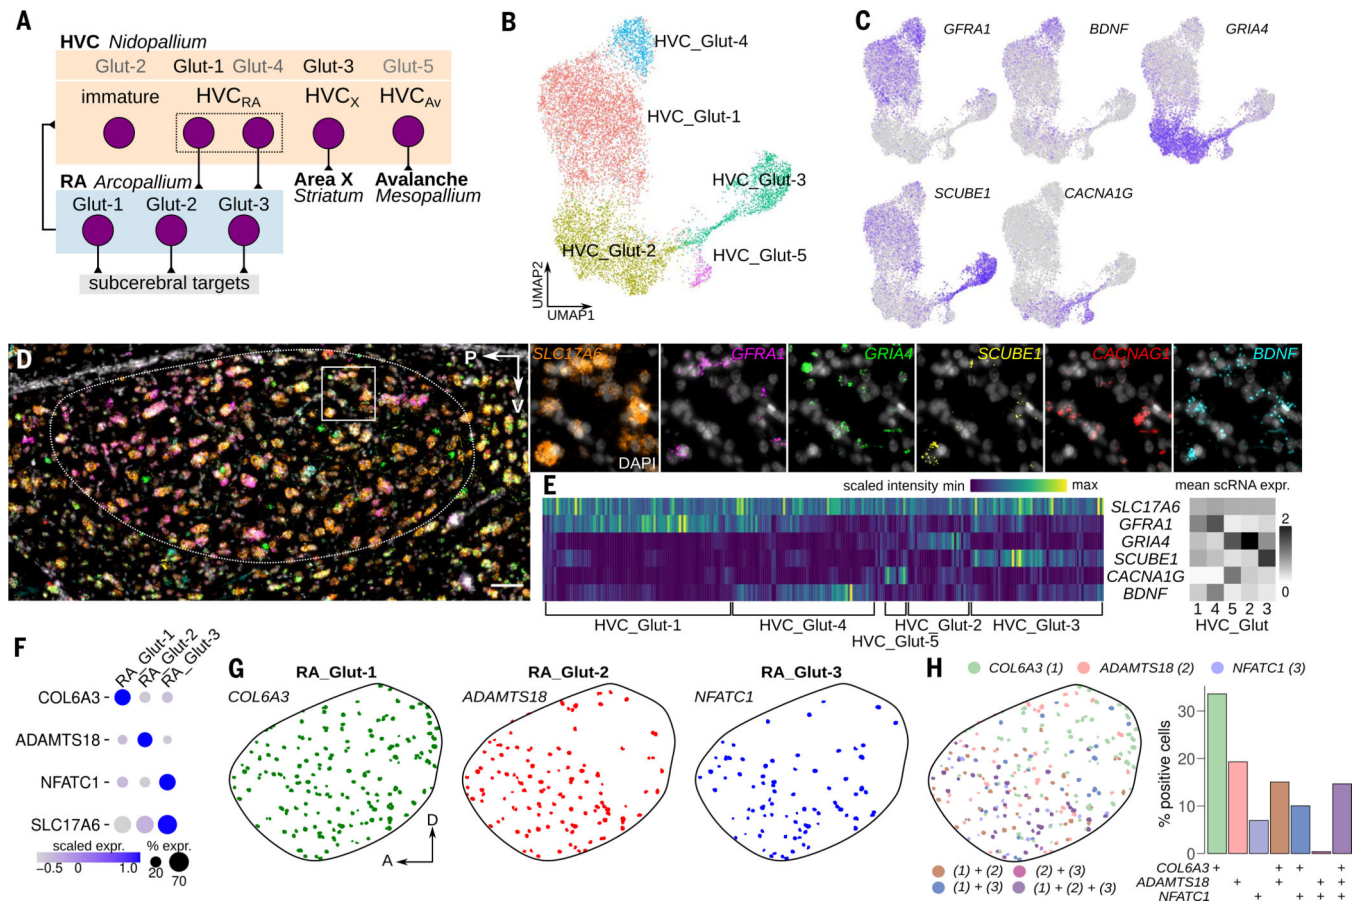 A
HVC Nidopallium
Glut-2 Glut-1 Glut-4 Glut-3 Glut-5
immature HVCRA HVCX HVCAv
RA Arcopallium
Area X Avalanche
Striatum Mesopallium
Glut-1 Glut-2 Glut-3
subcerebral targets
B
HVC_Glut-4
HVC_Glut-1
HVC_Glut-3
HVC_Glut-2
HVC_Glut-5
UMAP2
UMAP1
C
GFRA1 BDNF GRIA4
SCUBE1 CACNA1G
D
P
V
SLC17A6 GFRA1 GRIA4 SCUBE1 CACNAG1 BDNF
DAPI
E
scaled intensity min max
mean scRNA expr.
SLC17A6
GFRA1
GRIA4
SCUBE1
CACNA1G
BDNF
2
0
1 4 5 2 3
HVC_Glut
HVC_Glut-1 HVC_Glut-4 HVC_Glut-2 HVC_Glut-3
HVC_Glut-5
F
RA_Glut-1
RA_Glut-2
RA_Glut-3
COL6A3
ADAMTS18
NFATC1
SLC17A6
scaled expr. % expr.
-0.5 0 1.0 20 70
G
RA_Glut-1 RA_Glut-2 RA_Glut-3
COL6A3 ADAMTS18 NFATC1
D
A
H
COL6A3 (1) ADAMTS18 (2) NFATC1 (3)
(1) + (2) (2) + (3)
(1) + (3) (1) + (2) + (3)
% positive cells
30
20
10
0
COL6A3 + + + +
ADAMTS18 + + + +
NFATC1 + + + +